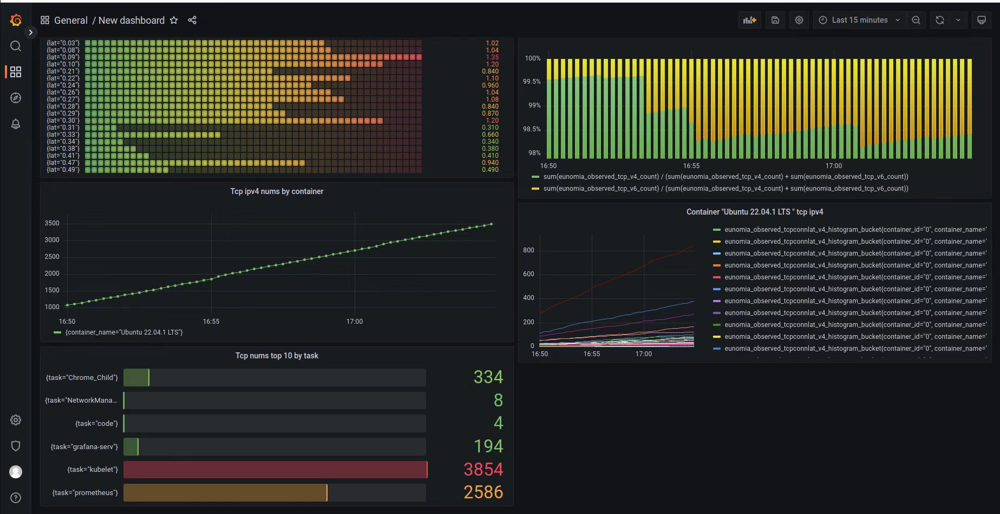 General / New dashboard
Last 15 minutes
{lat="0.03"} 1.02
{lat="0.08"} 1.04
{lat="0.09"} 1.35
{lat="0.10"} 1.20
{lat="0.21"} 0.840
{lat="0.22"} 1.10
{lat="0.24"} 0.960
{lat="0.26"} 1.04
{lat="0.27"} 1.08
{lat="0.28"} 0.840
{lat="0.29"} 0.870
{lat="0.30"} 1.20
{lat="0.31"} 0.310
{lat="0.33"} 0.660
{lat="0.34"} 0.340
{lat="0.38"} 0.380
{lat="0.41"} 0.410
{lat="0.47"} 0.940
{lat="0.49"} 0.490
100%
99.5%
99%
98.5%
98%
16:50 16:55 17:00
sum(eunomia_observed_tcp_v4_count) / (sum(eunomia_observed_tcp_v4_count) + sum(eunomia_observed_tcp_v6_count))
sum(eunomia_observed_tcp_v6_count) / (sum(eunomia_observed_tcp_v4_count) + sum(eunomia_observed_tcp_v6_count))
Tcp ipv4 nums by container
3500
3000
2500
2000
1500
1000
16:50 16:55 17:00
{container_name="Ubuntu 22.04.1 LTS"}
Container "Ubuntu 22.04.1 LTS " tcp ipv4
800
600
400
200
0
16:50 16:55 17:00
eunomia_observed_tcpconnlat_v4_histogram_bucket{container_id="0", container_name='
eunomia_observed_tcpconnlat_v4_histogram_bucket{container_id="0", container_name='
eunomia_observed_tcpconnlat_v4_histogram_bucket{container_id="0", container_name='
eunomia_observed_tcpconnlat_v4_histogram_bucket{container_id="0", container_name='
eunomia_observed_tcpconnlat_v4_histogram_bucket{container_id="0", container_name='
eunomia_observed_tcpconnlat_v4_histogram_bucket{container_id="0", container_name='
eunomia_observed_tcpconnlat_v4_histogram_bucket{container_id="0", container_name='
eunomia_observed_tcpconnlat_v4_histogram_bucket{container_id="0", container_name='
eunomia_observed_tcpconnlat_v4_histogram_bucket{container_id="0", container_name='
eunomia_observed_tcpconnlat_v4_histogram_bucket{container_id="0", container_name='
eunomia_observed_tcpconnlat_v4_histogram_bucket{container_id="0", container_name='
Tcp nums top 10 by task
{task="Chrome_Child"} 334
{task="NetworkMana... 8
{task="code"} 4
{task="grafana-serv"} 194
{task="kubelet"} 3854
{task="prometheus"} 2586